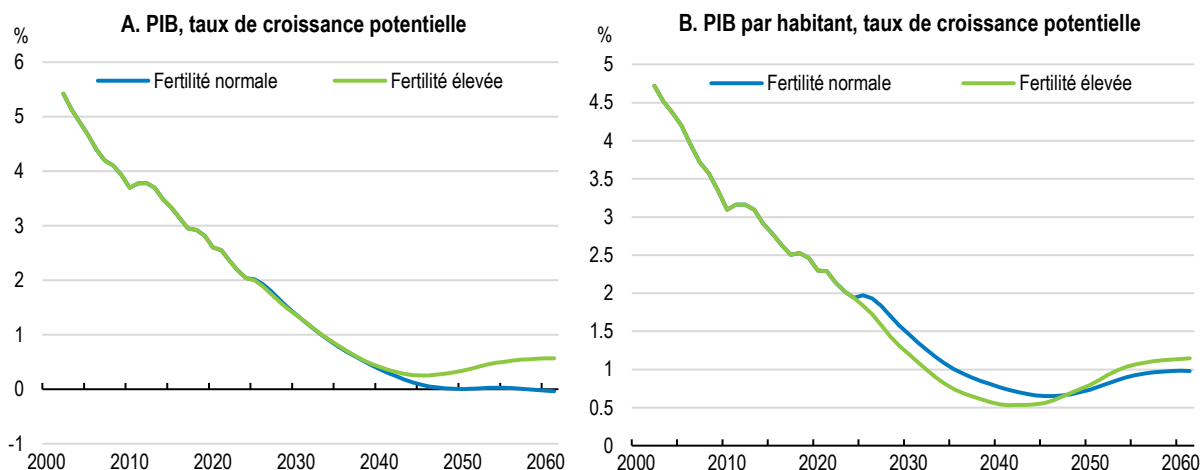 A. PIB, taux de croissance potentielle
%
Fertilité normale
Fertilité élevée
6
5
4
3
2
1
0
-1
2000 2010 2020 2030 2040 2050 2060
B. PIB par habitant, taux de croissance potentielle
%
Fertilité normale
Fertilité élevée
5
4.5
4
3.5
3
2.5
2
1.5
1
0.5
0
2000 2010 2020 2030 2040 2050 2060